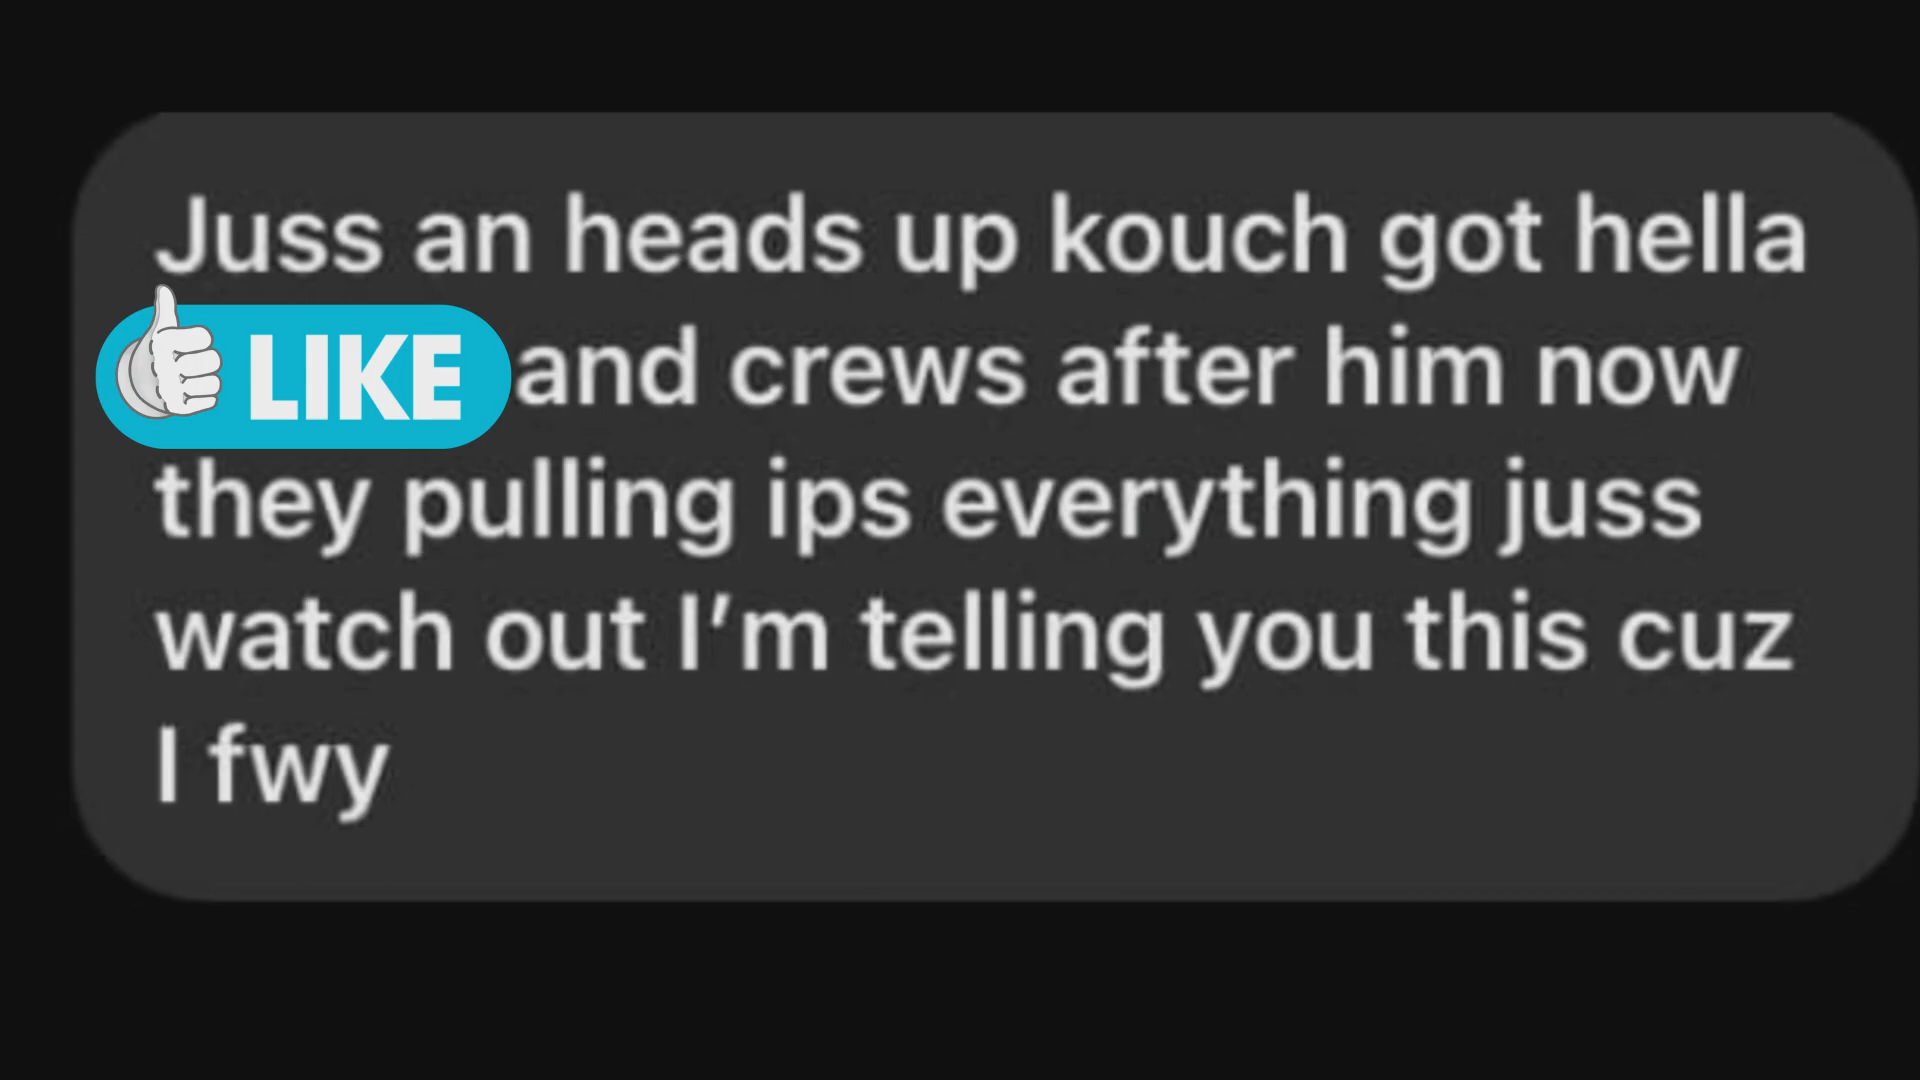 Juss an heads up kouch got hella
LIKE
and crews after him now
they pulling ips everything juss
watch out I'm telling you this cuz
I fwy